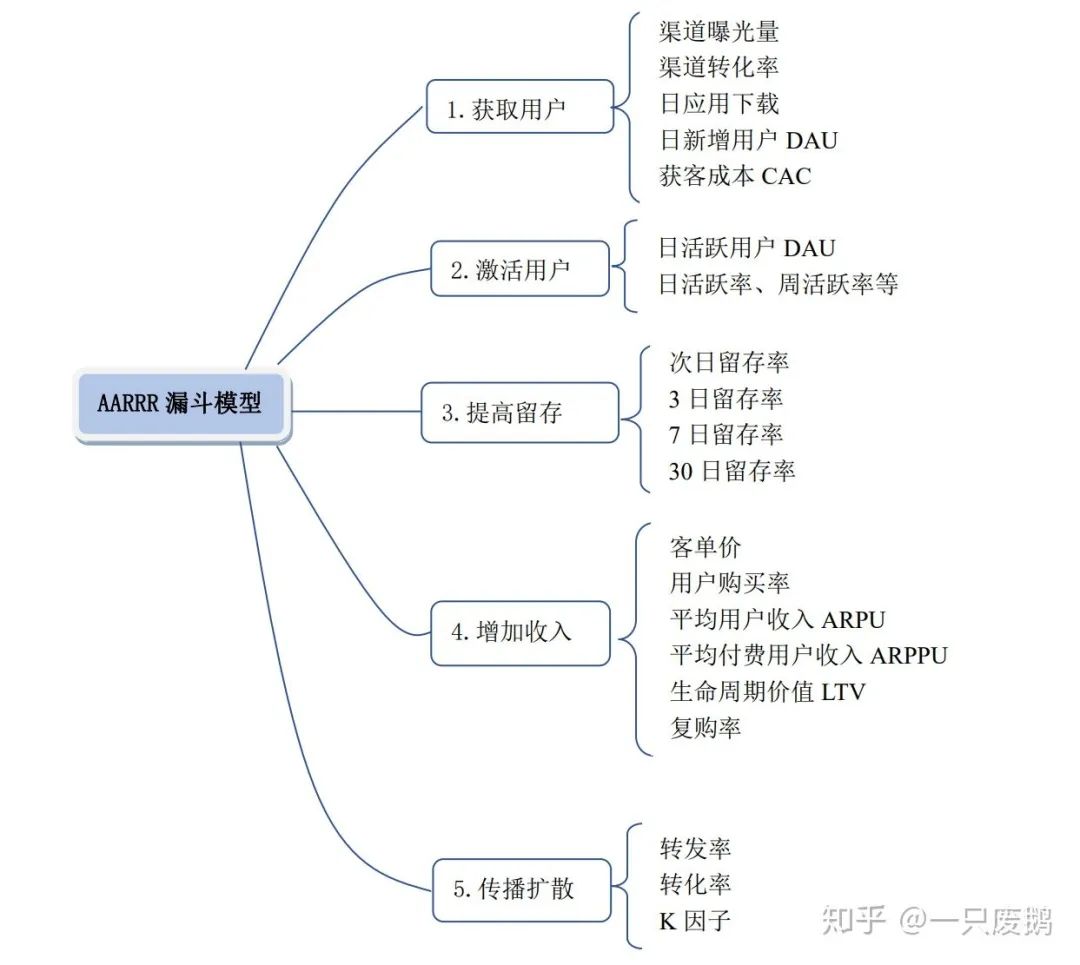 AARRR 漏斗模型
1. 获取用户
渠道曝光量
渠道转化率
日应用下载
日新增用户 DAU
获客成本 CAC
2. 激活用户
日活跃用户 DAU
日活跃率、周活跃率等
3. 提高留存
次日留存率
3 日留存率
7 日留存率
30 日留存率
4. 增加收入
客单价
用户购买率
平均用户收入 ARPU
平均付费用户收入 ARPPU
生命周期价值 LTV
复购率
5. 传播扩散
转发率
转化率
K 因子
知乎 @一只废鹅